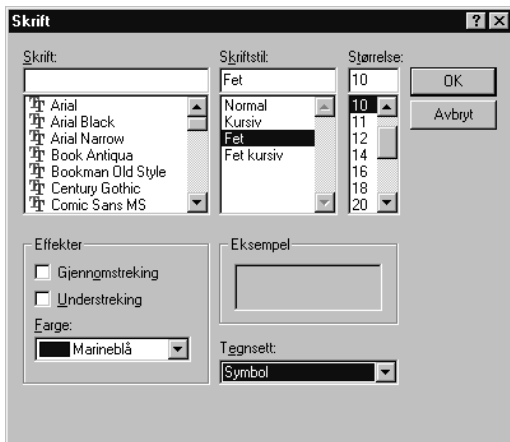 Skrift
Skrift:
Skriftstil:
Størrelse:
Fet
10
OK
Avbryt
Arial
Arial Black
Arial Narrow
Book Antiqua
Bookman Old Style
Century Gothic
Comic Sans MS
Normal
Kursiv
Fet
Fet kursiv
10
11
12
14
16
18
20
Effekter
Gjennomstreking
Understreking
Farge:
Marineblå
Eksempel
Tegnsett:
Symbol